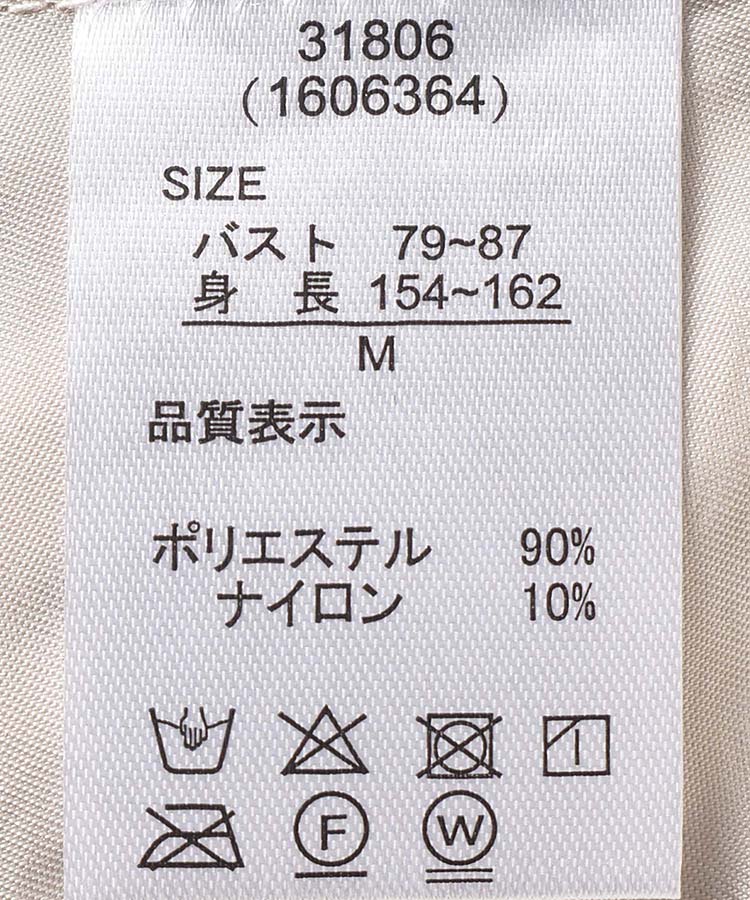 31806
(1606364)
SIZE
バスト 79~87
身 長 154~162
M
品質表示
ポリエステル 90%
ナイロン 10%
F W